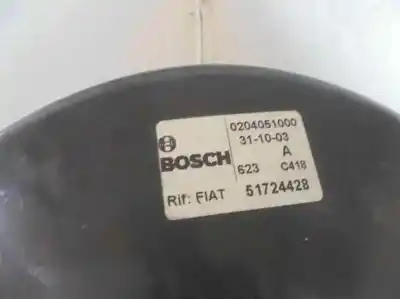 0204051000
31-10-03
BOSCH A
623 C418
Rif: FIAT 51724428